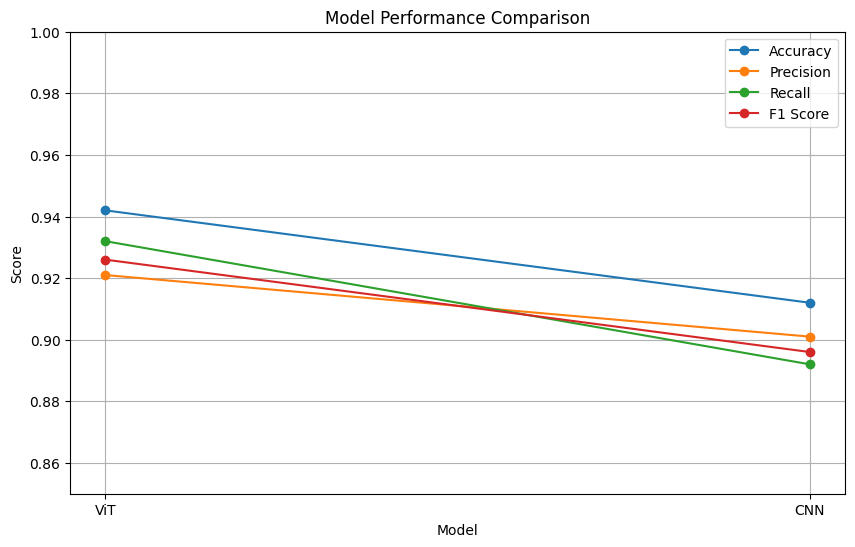 Model Performance Comparison
1.00
0.98
0.96
0.94
0.92
0.90
0.88
0.86
Score
Accuracy
Precision
Recall
F1 Score
ViT
CNN
Model